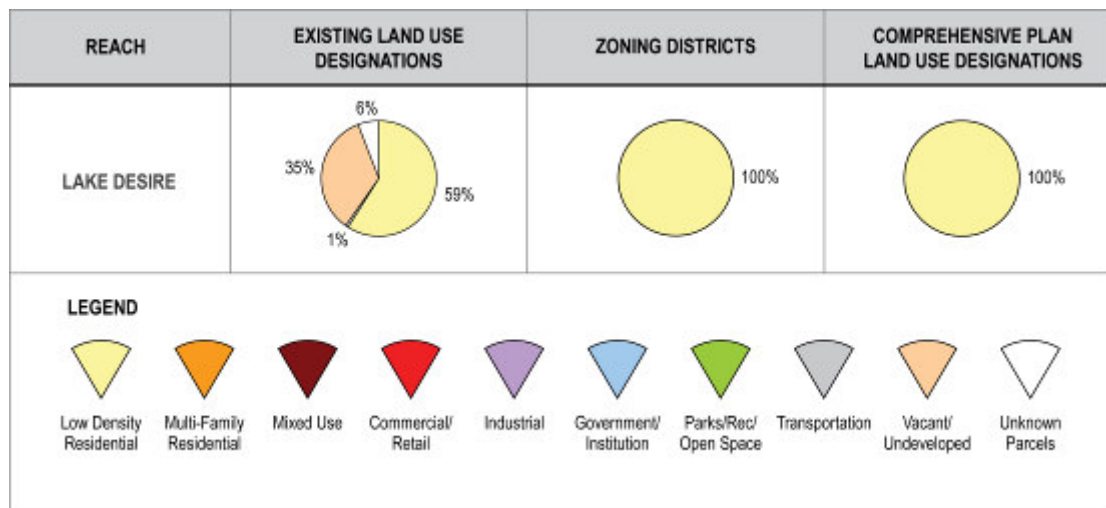 REACH
EXISTING LAND USE
DESIGNATIONS
ZONING DISTRICTS
COMPREHENSIVE PLAN
LAND USE DESIGNATIONS
LAKE DESIRE
6%
35%
59%
1%
100%
100%
LEGEND
Low Density
Residential
Multi-Family
Residential
Mixed Use
Commercial/
Retail
Industrial
Government/
Institution
Parks/Rec/
Open Space
Transportation
Vacant/
Undeveloped
Unknown
Parcels